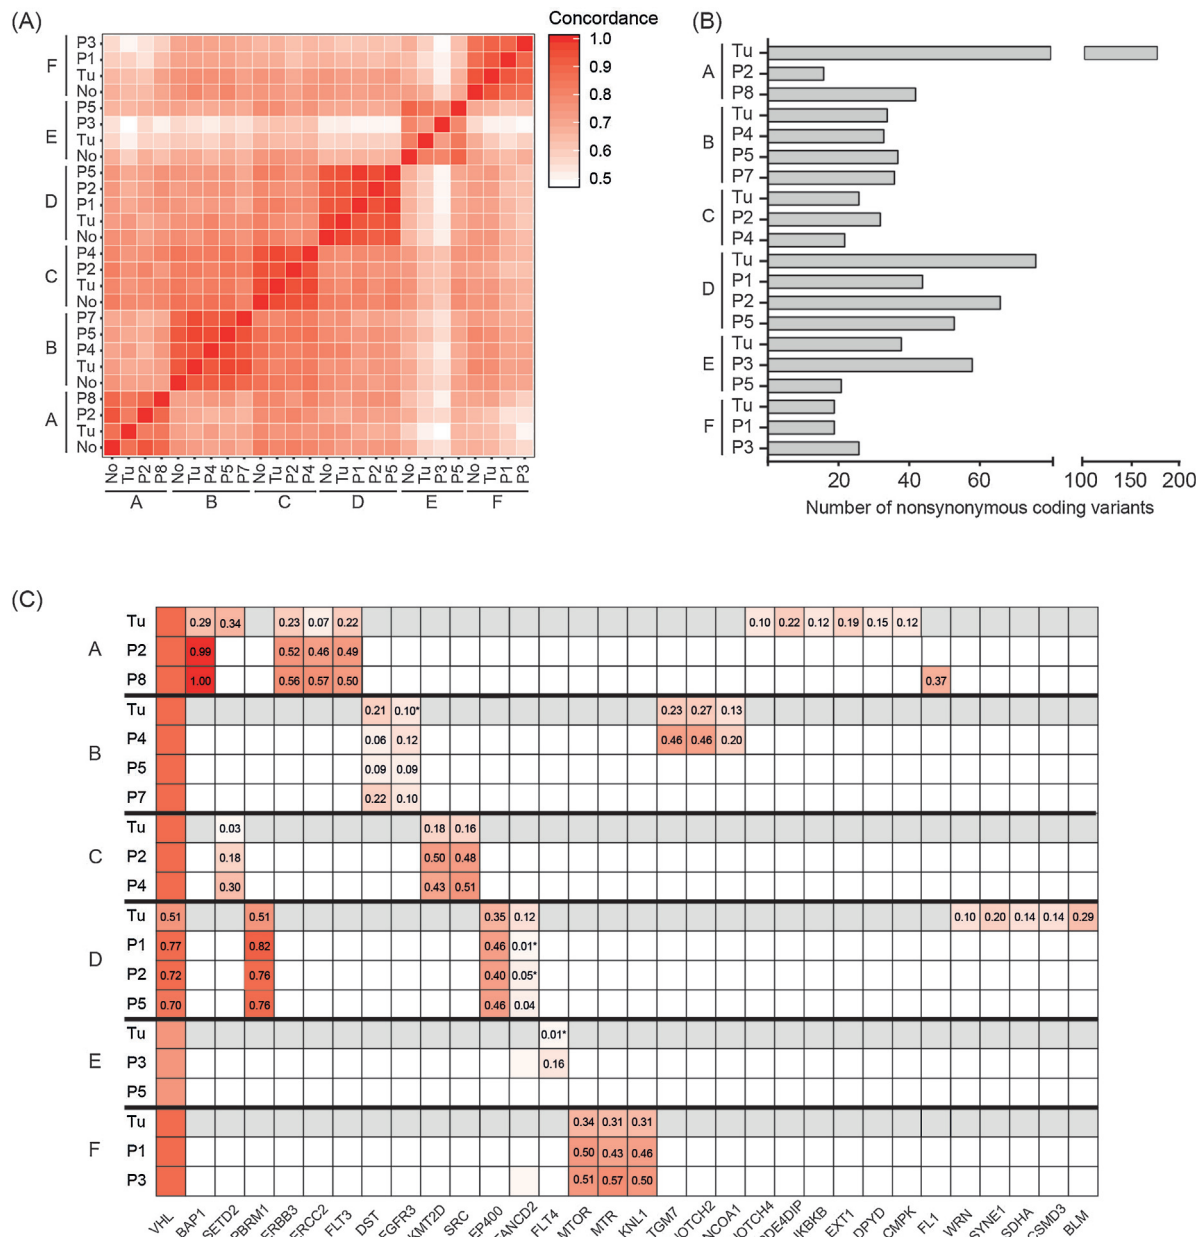 (A)
Concordance
1.0
0.9
0.8
0.7
0.6
0.5
F
P3
P1
Tu
No
E
P5
P3
Tu
No
D
P5
P2
P1
Tu
No
C
P4
P2
Tu
No
B
P7
P5
P4
Tu
No
A
P8
P2
Tu
No
No Tu P2 P8 No Tu P4 P5 P7 No Tu P2 P4 No Tu P1 P2 P5 No Tu P3 P5 No Tu P1 P3
A B C D E F
(B)
A
Tu
P2
P8
B
Tu
P4
P5
P7
C
Tu
P2
P4
D
Tu
P1
P2
P5
E
Tu
P3
P5
F
Tu
P1
P3
20 40 60 100 150 200
Number of nonsynonymous coding variants
(C)
A
Tu 0.29 0.34 0.23 0.07 0.22 0.10 0.22 0.12 0.19 0.15 0.12
P2 0.99 0.52 0.46 0.49
P8 1.00 0.56 0.57 0.50 0.37
B
Tu 0.21 0.10* 0.23 0.27 0.13
P4 0.06 0.12 0.46 0.46 0.20
P5 0.09 0.09
P7 0.22 0.10
C
Tu 0.03 0.18 0.16
P2 0.18 0.50 0.48
P4 0.30 0.43 0.51
D
Tu 0.51 0.51 0.35 0.12 0.10 0.20 0.14 0.14 0.29
P1 0.77 0.82 0.46 0.01*
P2 0.72 0.76 0.40 0.05*
P5 0.70 0.76 0.46 0.04
E
Tu 0.01*
P3 0.16
P5
F
Tu 0.34 0.31 0.31
P1 0.50 0.43 0.46
P3 0.51 0.57 0.50
VHL BAP1 SETD2 PBRM1 ERBB3 ERCC2 FLT3 DST FGFR3 KMT2D SRC EP400 FANCD2 FLT4 MTOR MTR KNL1 TGM7 NOTCH2 NCOA1 NOTCH4 PDE4DIP IKBKB EXT1 DPYD CMPK FL1 WRN SYNE1 SDHA CSMD3 BLM